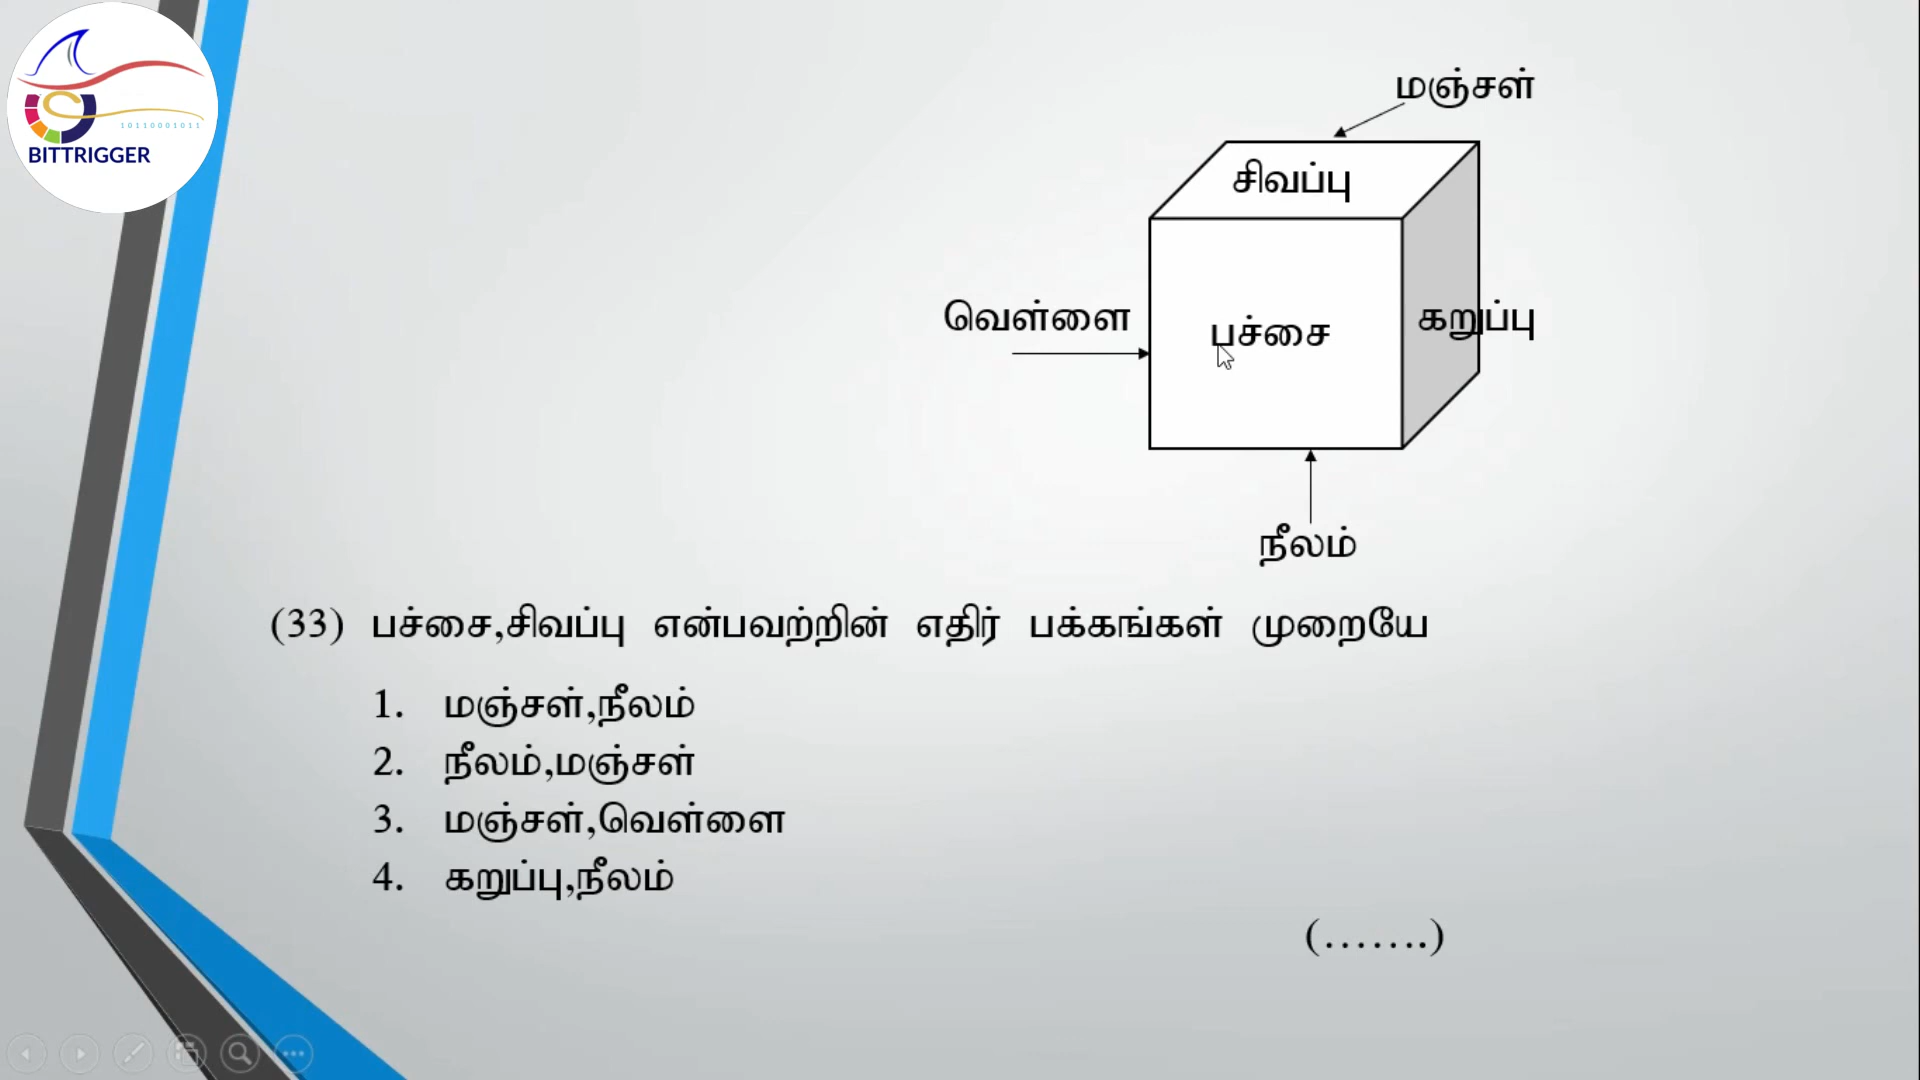 10110001011
BITTRIGGER
மஞ்சள்
சிவப்பு
வெள்ளை
பச்சை
கறுப்பு
நீலம்
(33) பச்சை,சிவப்பு என்பவற்றின் எதிர் பக்கங்கள் முறையே
1. மஞ்சள்,நீலம்
2. நீலம்,மஞ்சள்
3. மஞ்சள்,வெள்ளை
4. கறுப்பு,நீலம்
(…….)